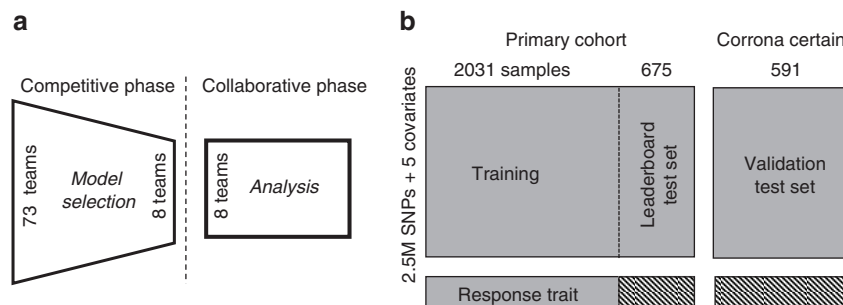 a
Competitive phase
Collaborative phase
73 teams
Model
selection
8 teams
8 teams
Analysis
b
Primary cohort
Corrona certain
2031 samples
675
591
2.5M SNPs + 5 covariates
Training
Leaderboard
test set
Validation
test set
Response trait